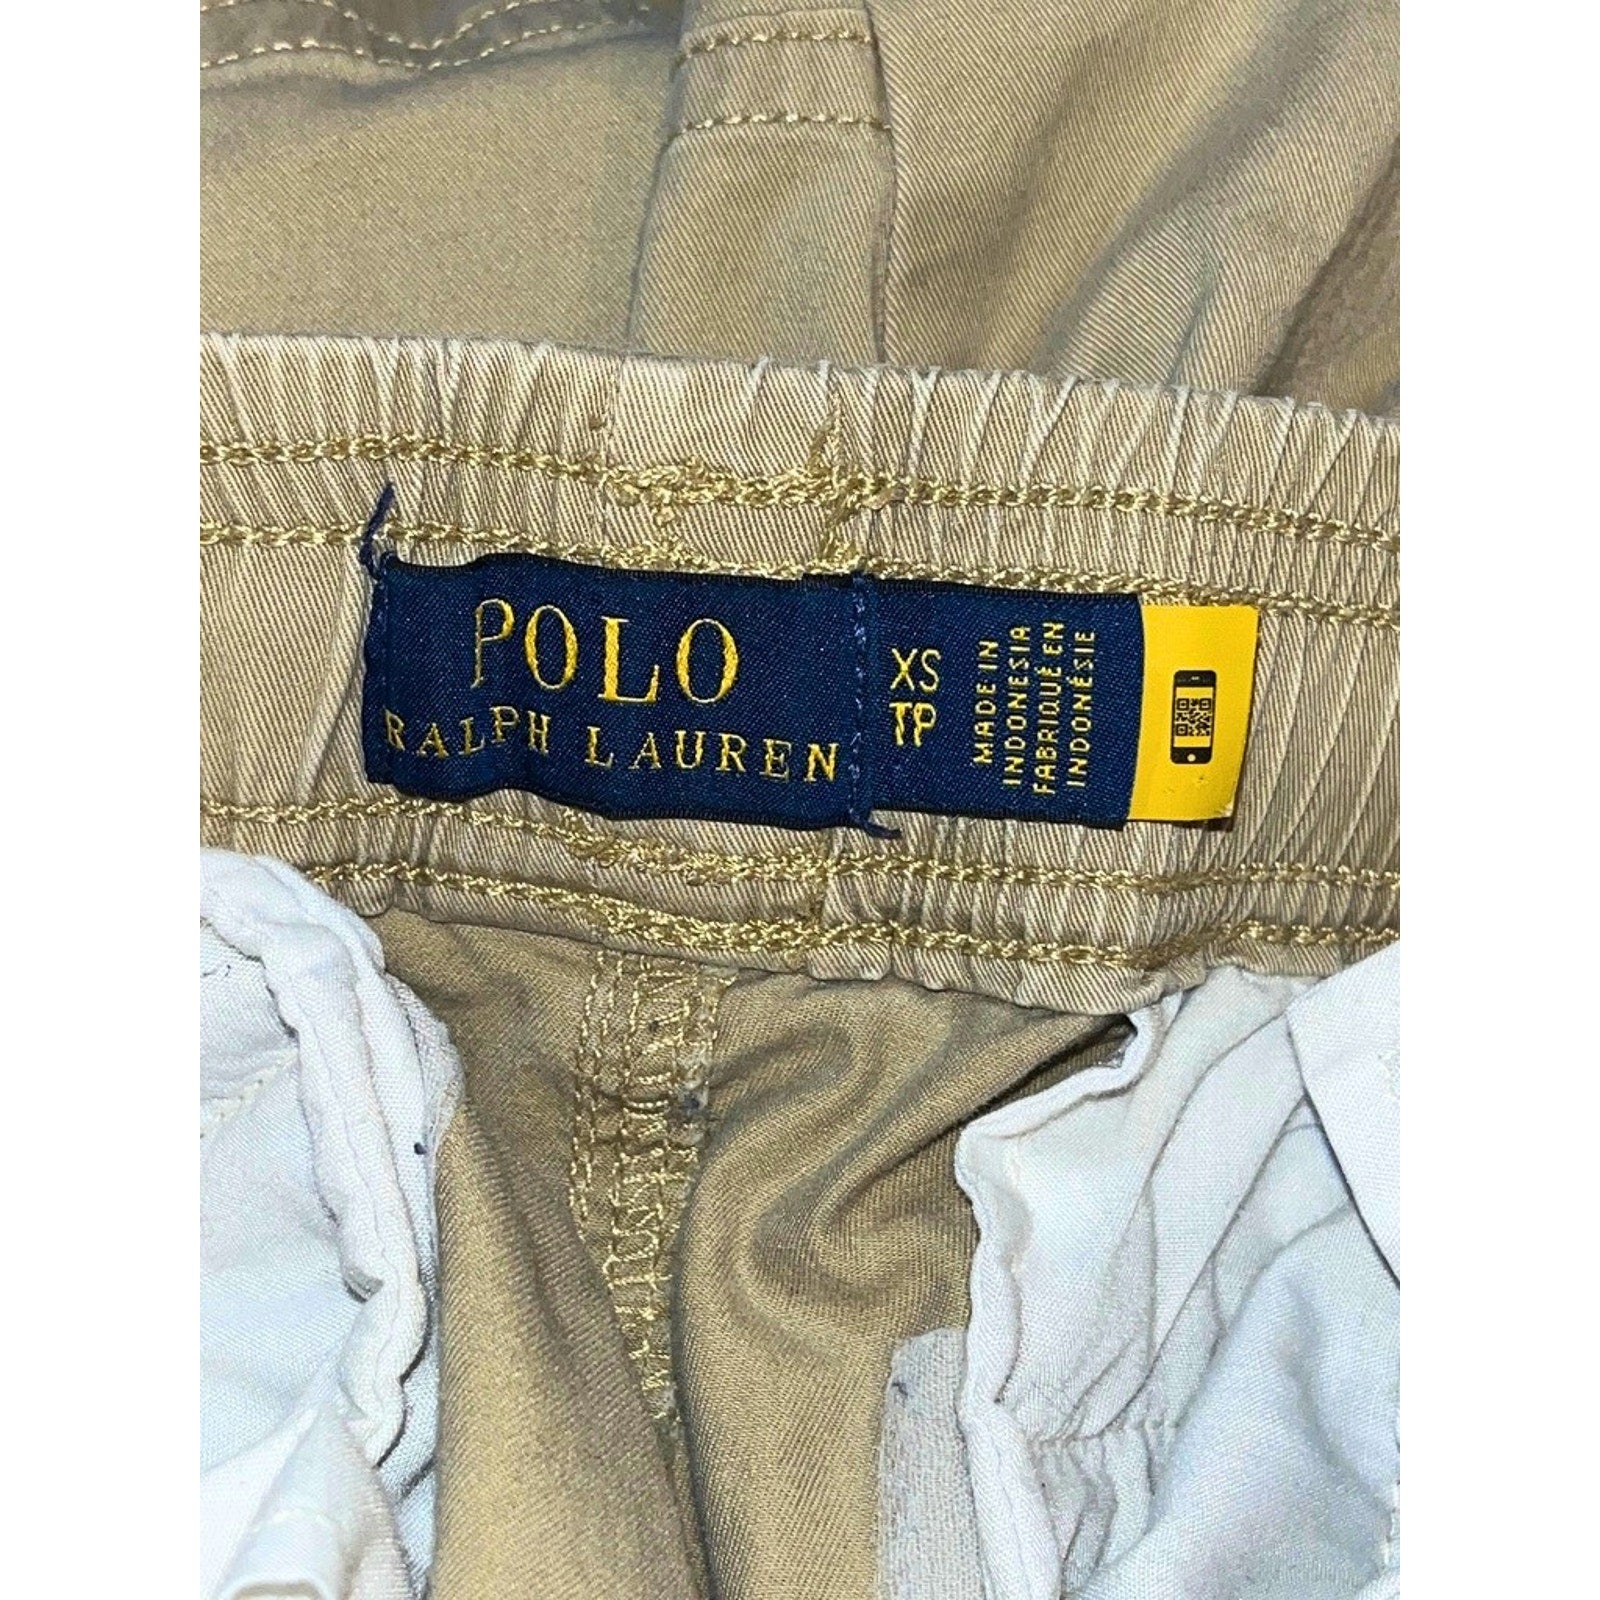 POLO
RALPH LAUREN
XS
TP
MADE IN
INDONESIA
FABRIQUÉ EN
INDONÉSIE